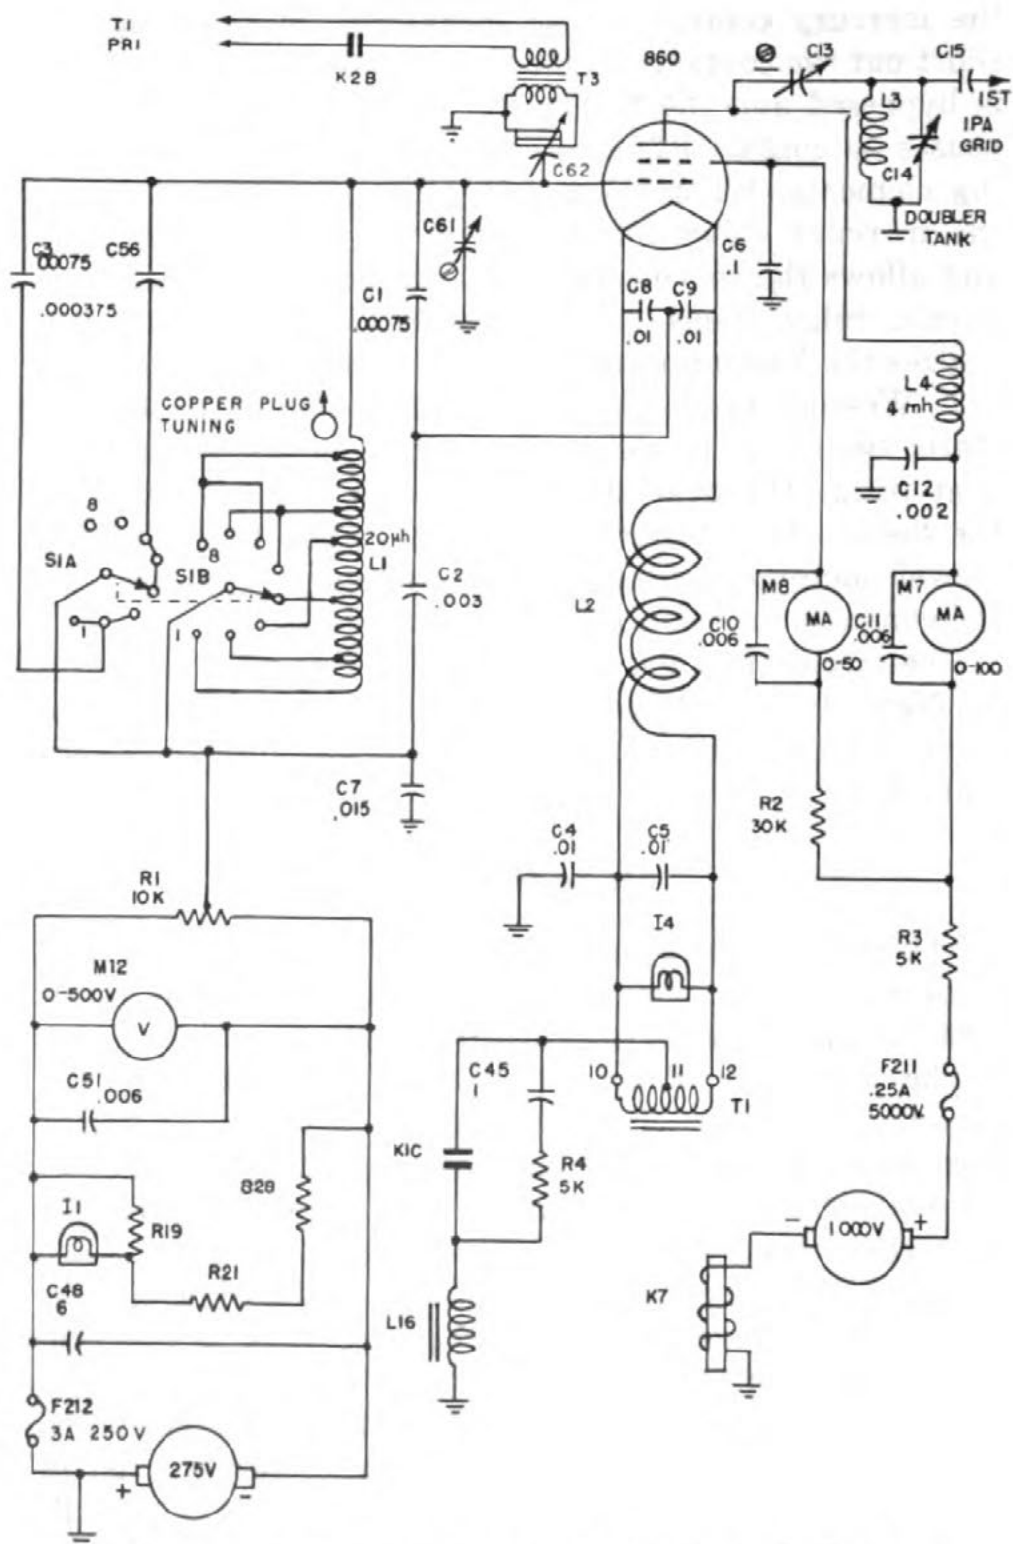 T1
PRI
K2B
T3
860
C13
C15
L3
1ST
IPA
GRID
C14
DOUBLER
TANK
C62
C61
C3
.00075
.000375
C56
C1
.00075
C6
.1
C8
.01
C9
.01
COPPER PLUG
TUNING
L4
4 mh
C12
.002
8
S1A
1
8
S1B
1
20μh
L1
C2
.003
L2
M8
MA
0-50
C10
.006
M7
MA
0-100
C11
.006
C7
.015
R2
30K
C4
.01
C5
.01
R1
10K
I4
R3
5K
M12
0-500V
V
C51
.006
C45
1
10
11
12
T1
F211
.25A
5000V.
K1C
R4
5K
I1
R19
R21
C48
6
L16
K7
-
1000V
+
F212
3A 250V
275V
+
-